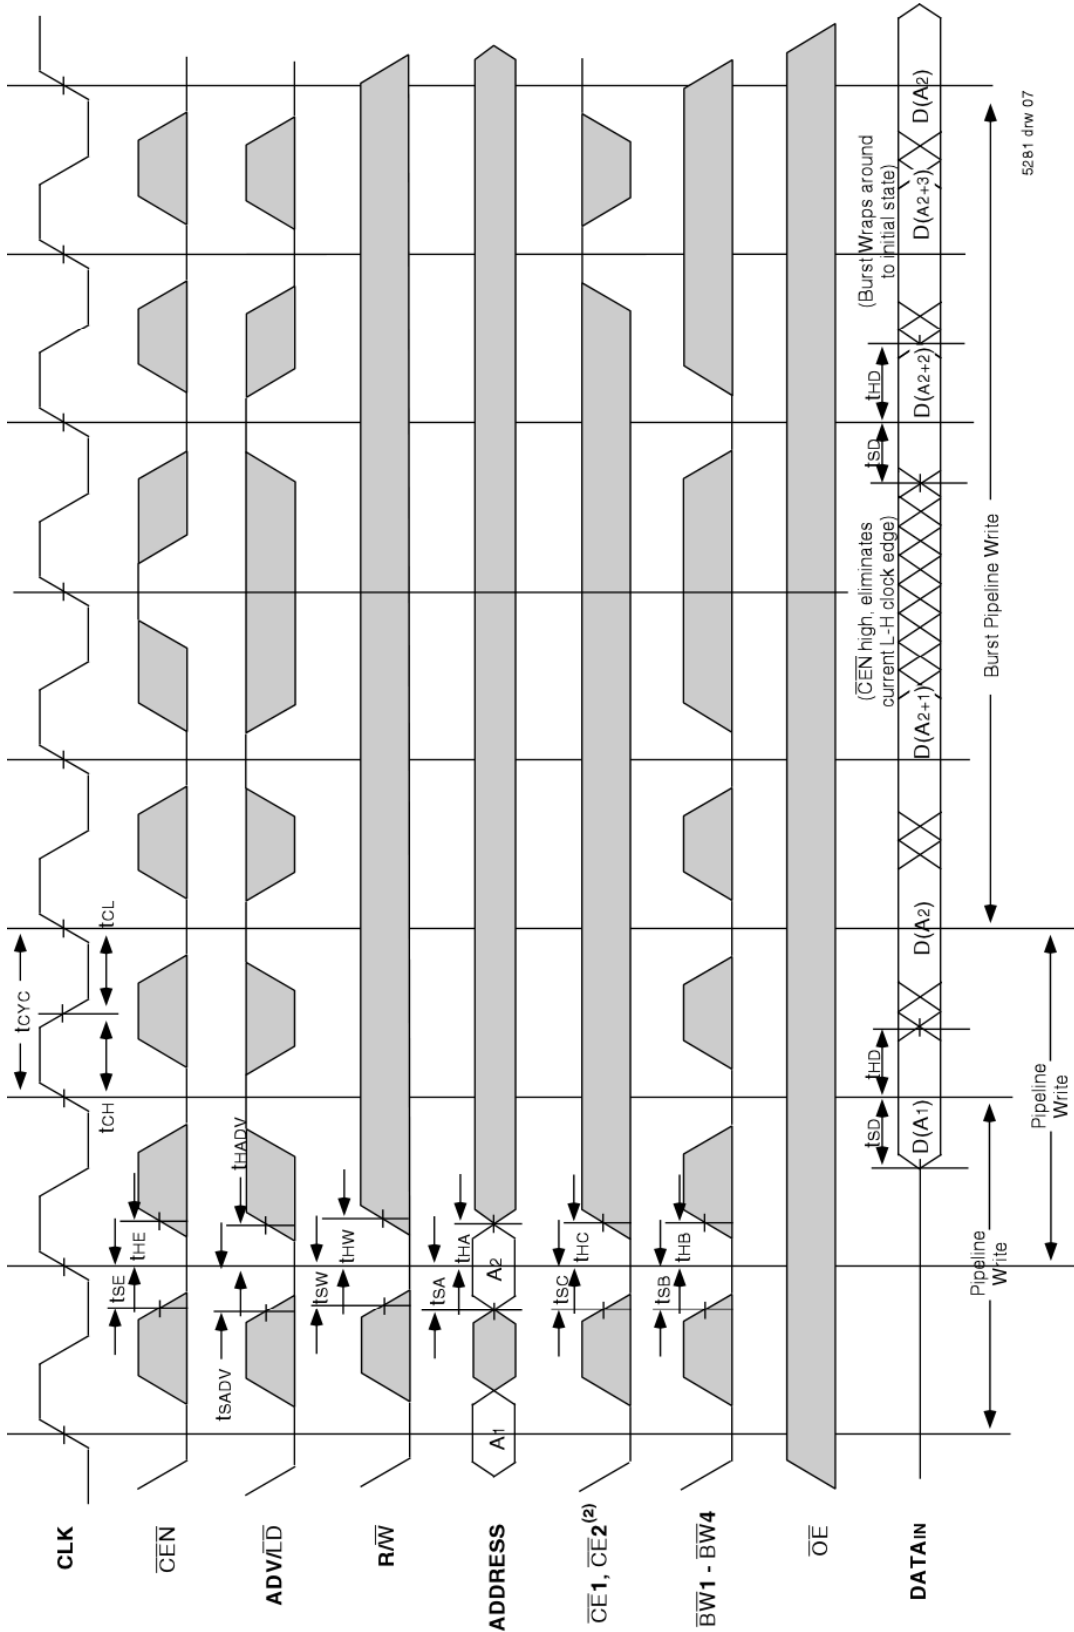 CLK
tCYC
tCH
tCL
CEN
tSE
tHE
ADV/LD
tSADV
tHADV
R/W
tSW
tHW
ADDRESS
A1
A2
tSA
tHA
CE1, CE2(2)
tSC
tHC
BW1 - BW4
tSB
tHB
OE
DATAIN
tSD
tHD
(CEN high, eliminates
current L-H clock edge)
tSD
tHD
(Burst Wraps around
to initial state)
D(A1)
D(A2)
D(A2+1)
D(A2+2)
D(A2+3)
D(A2)
Pipeline
Write
Pipeline
Write
Burst Pipeline Write
5281 drw 07